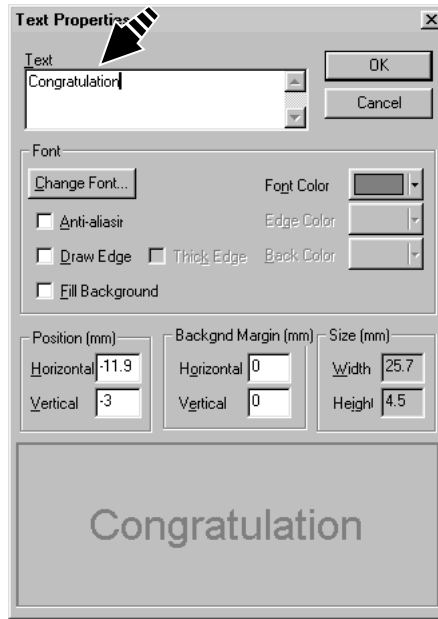 Text Properties
Text
Congratulation
OK
Cancel
Font
Change Font...
Font Color
Anti-aliasir
Edge Color
Draw Edge
Thick Edge
Back Color
Fill Background
Position (mm)
Backgnd Margin (mm)
Size (mm)
Horizontal -11.9
Horizontal 0
Width 25.7
Vertical -3
Vertical 0
Height 4.5
Congratulation